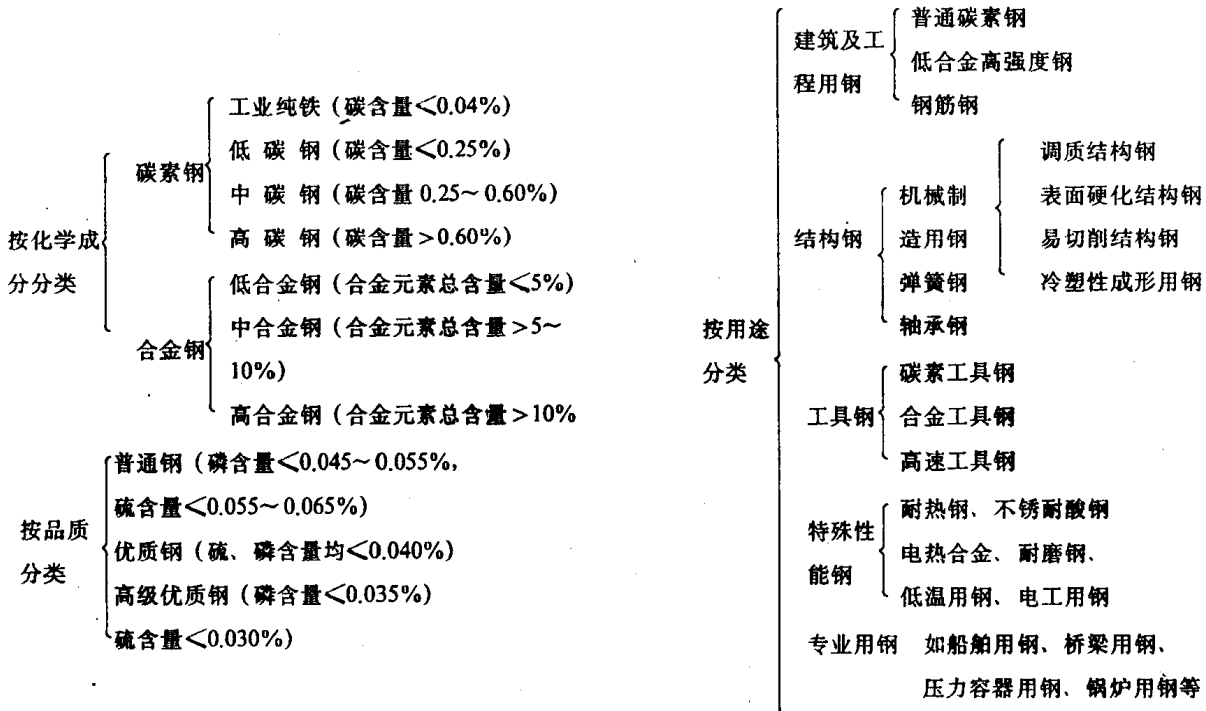 按化学成
分分类
碳素钢
工业纯铁（碳含量≤0.04%）
低 碳 钢（碳含量≤0.25%）
中 碳 钢（碳含量 0.25～0.60%）
高 碳 钢（碳含量>0.60%）
合金钢
低合金钢（合金元素总含量≤5%）
中合金钢（合金元素总含量>5～
10%）
高合金钢（合金元素总含量>10%
按品质
分类
普通钢（磷含量≤0.045～0.055%，
硫含量≤0.055～0.065%）
优质钢（硫、磷含量均≤0.040%）
高级优质钢（磷含量≤0.035%）
硫含量≤0.030%）
按用途
分类
建筑及工
程用钢
普通碳素钢
低合金高强度钢
钢筋钢
结构钢
机械制
造用钢
调质结构钢
表面硬化结构钢
易切削结构钢
冷塑性成形用钢
弹簧钢
轴承钢
工具钢
碳素工具钢
合金工具钢
高速工具钢
特殊性
能钢
耐热钢、不锈耐酸钢
电热合金、耐磨钢、
低温用钢、电工用钢
专业用钢 如船舶用钢、桥梁用钢、
压力容器用钢、锅炉用钢等